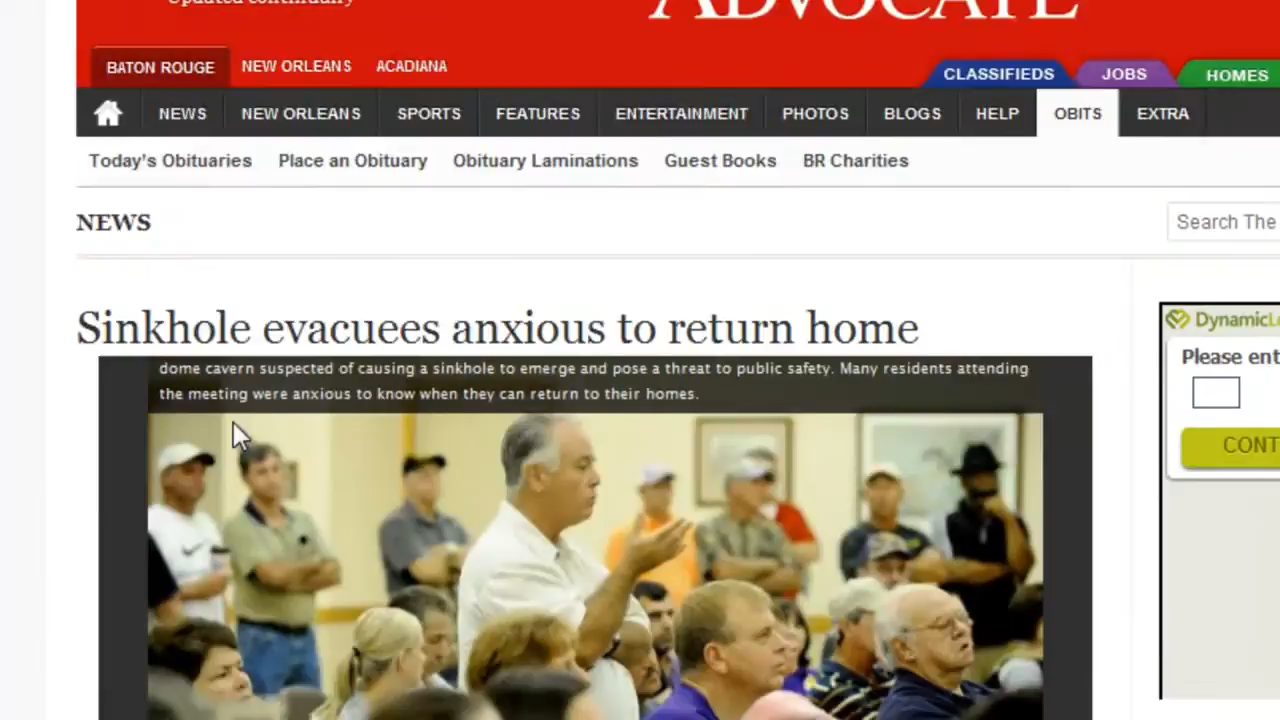 Updated continually
ADVOCATE
BATON ROUGE NEW ORLEANS ACADIANA
CLASSIFIEDS JOBS HOMES
NEWS NEW ORLEANS SPORTS FEATURES ENTERTAINMENT PHOTOS BLOGS HELP OBITS EXTRA
Today's Obituaries Place an Obituary Obituary Laminations Guest Books BR Charities
NEWS
Search The
Sinkhole evacuees anxious to return home
DynamicLo
Please ent
CONT
dome cavern suspected of causing a sinkhole to emerge and pose a threat to public safety. Many residents attending
the meeting were anxious to know when they can return to their homes.